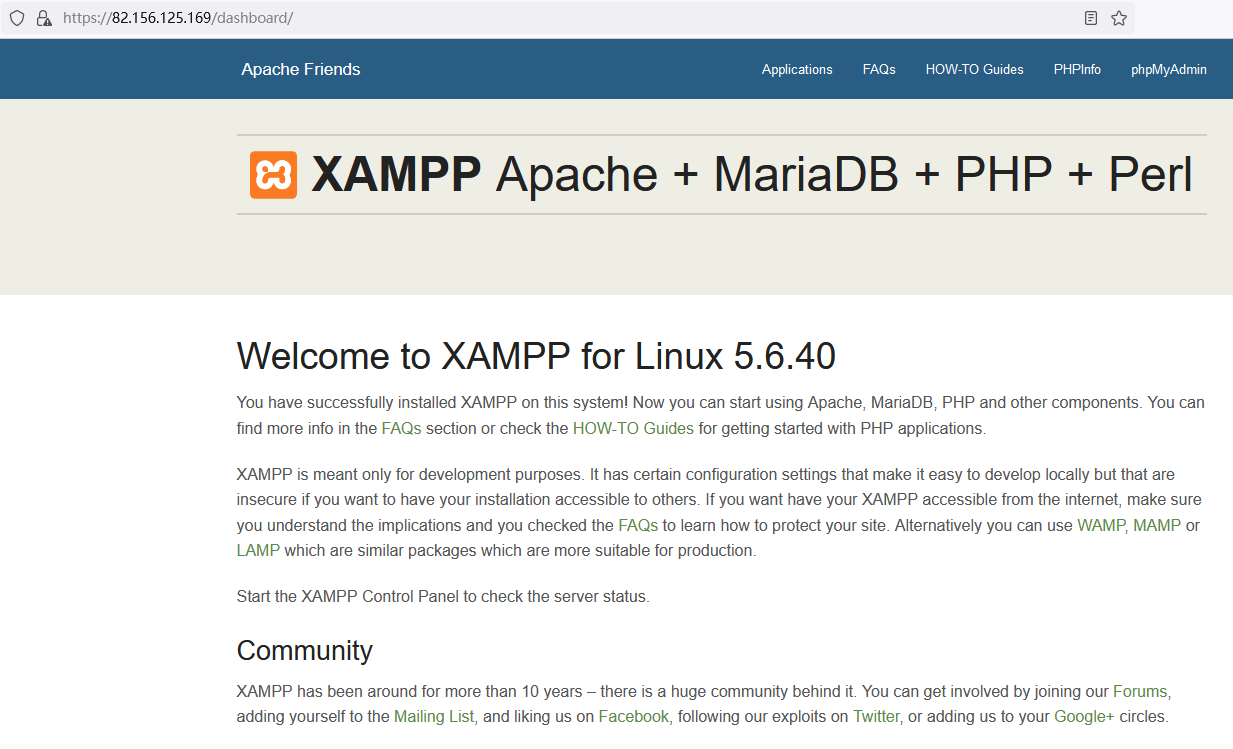 https://82.156.125.169/dashboard/
Apache Friends
Applications
FAQs
HOW-TO Guides
PHPInfo
phpMyAdmin
XAMPP Apache + MariaDB + PHP + Perl
Welcome to XAMPP for Linux 5.6.40
You have successfully installed XAMPP on this system! Now you can start using Apache, MariaDB, PHP and other components. You can
find more info in the FAQs section or check the HOW-TO Guides for getting started with PHP applications.
XAMPP is meant only for development purposes. It has certain configuration settings that make it easy to develop locally but that are
insecure if you want to have your installation accessible to others. If you want have your XAMPP accessible from the internet, make sure
you understand the implications and you checked the FAQs to learn how to protect your site. Alternatively you can use WAMP, MAMP or
LAMP which are similar packages which are more suitable for production.
Start the XAMPP Control Panel to check the server status.
Community
XAMPP has been around for more than 10 years – there is a huge community behind it. You can get involved by joining our Forums,
adding yourself to the Mailing List, and liking us on Facebook, following our exploits on Twitter, or adding us to your Google+ circles.